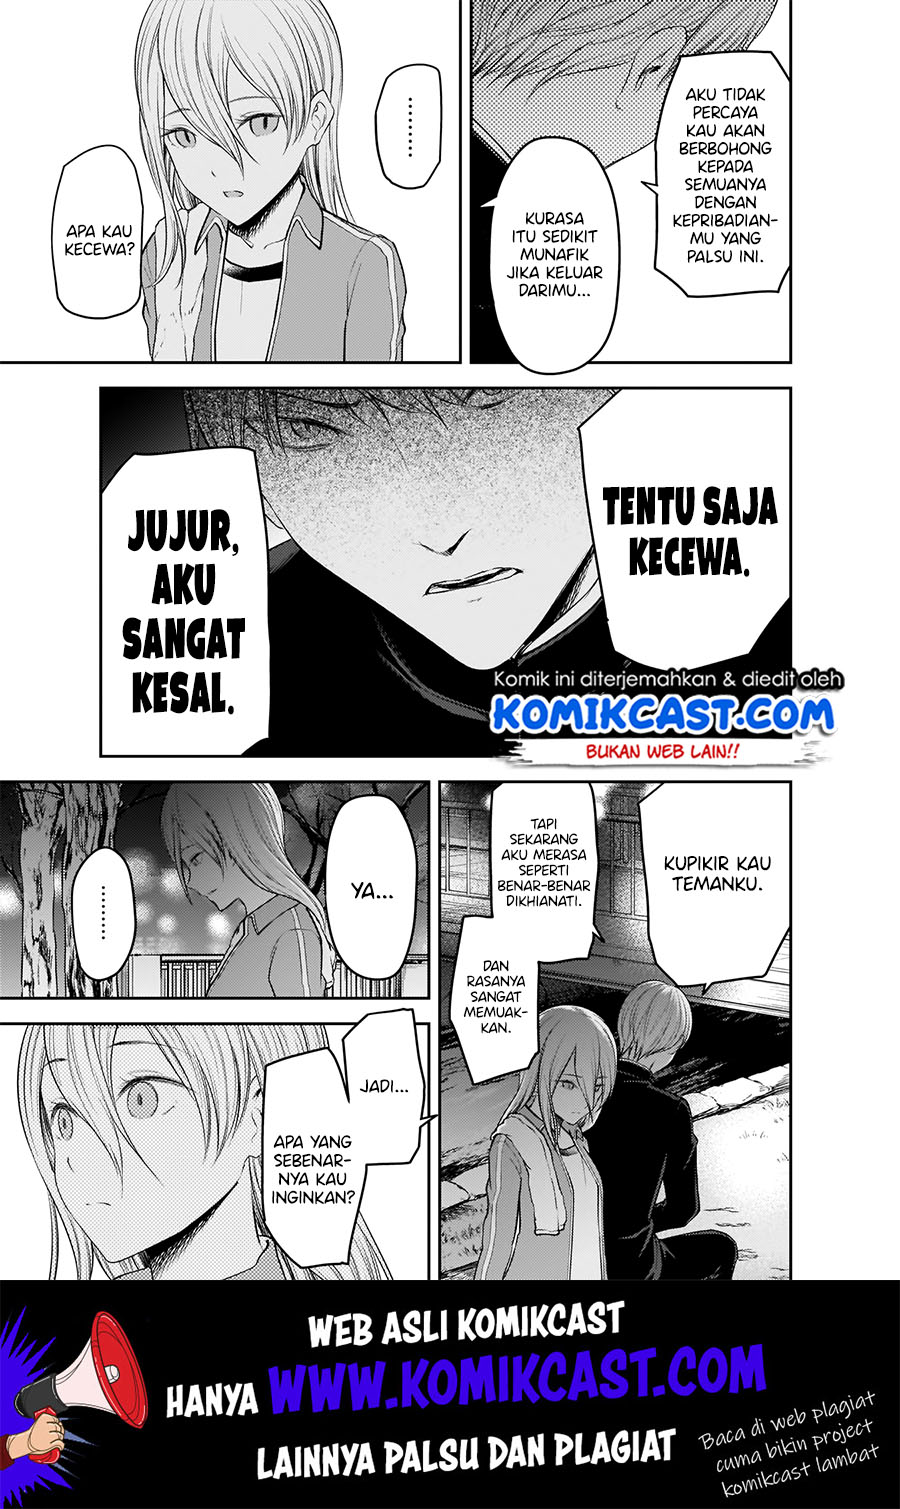 AKU TIDAK
PERCAYA
KAU AKAN
BERBOHONG
KEPADA
SEMUANYA
DENGAN
KEPRIBADIAN-
MU YANG
PALSU INI.
KURASA
ITU SEDIKIT
MUNAFIK
JIKA KELUAR
DARIMU...
.........
APA KAU
KECEWA?
TENTU SAJA
KECEWA.
JUJUR,
AKU
SANGAT
KESAL.
Komik ini diterjemahkan & diedit oleh
KOMIKCAST.COM
BUKAN WEB LAIN!!
KUPIKIR KAU
TEMANKU.
TAPI
SEKARANG
AKU MERASA
SEPERTI
BENAR-BENAR
DIKHIANATI.
DAN
RASANYA
SANGAT
MEMUAK-
KAN.
YA...
.........
JADI...
APA YANG
SEBENAR-
NYA KAU
INGINKAN?
WEB ASLI KOMIKCAST
HANYA WWW.KOMIKCAST.COM
LAINNYA PALSU DAN PLAGIAT
Baca di web plagiat
cuma bikin project
komikcast lambat